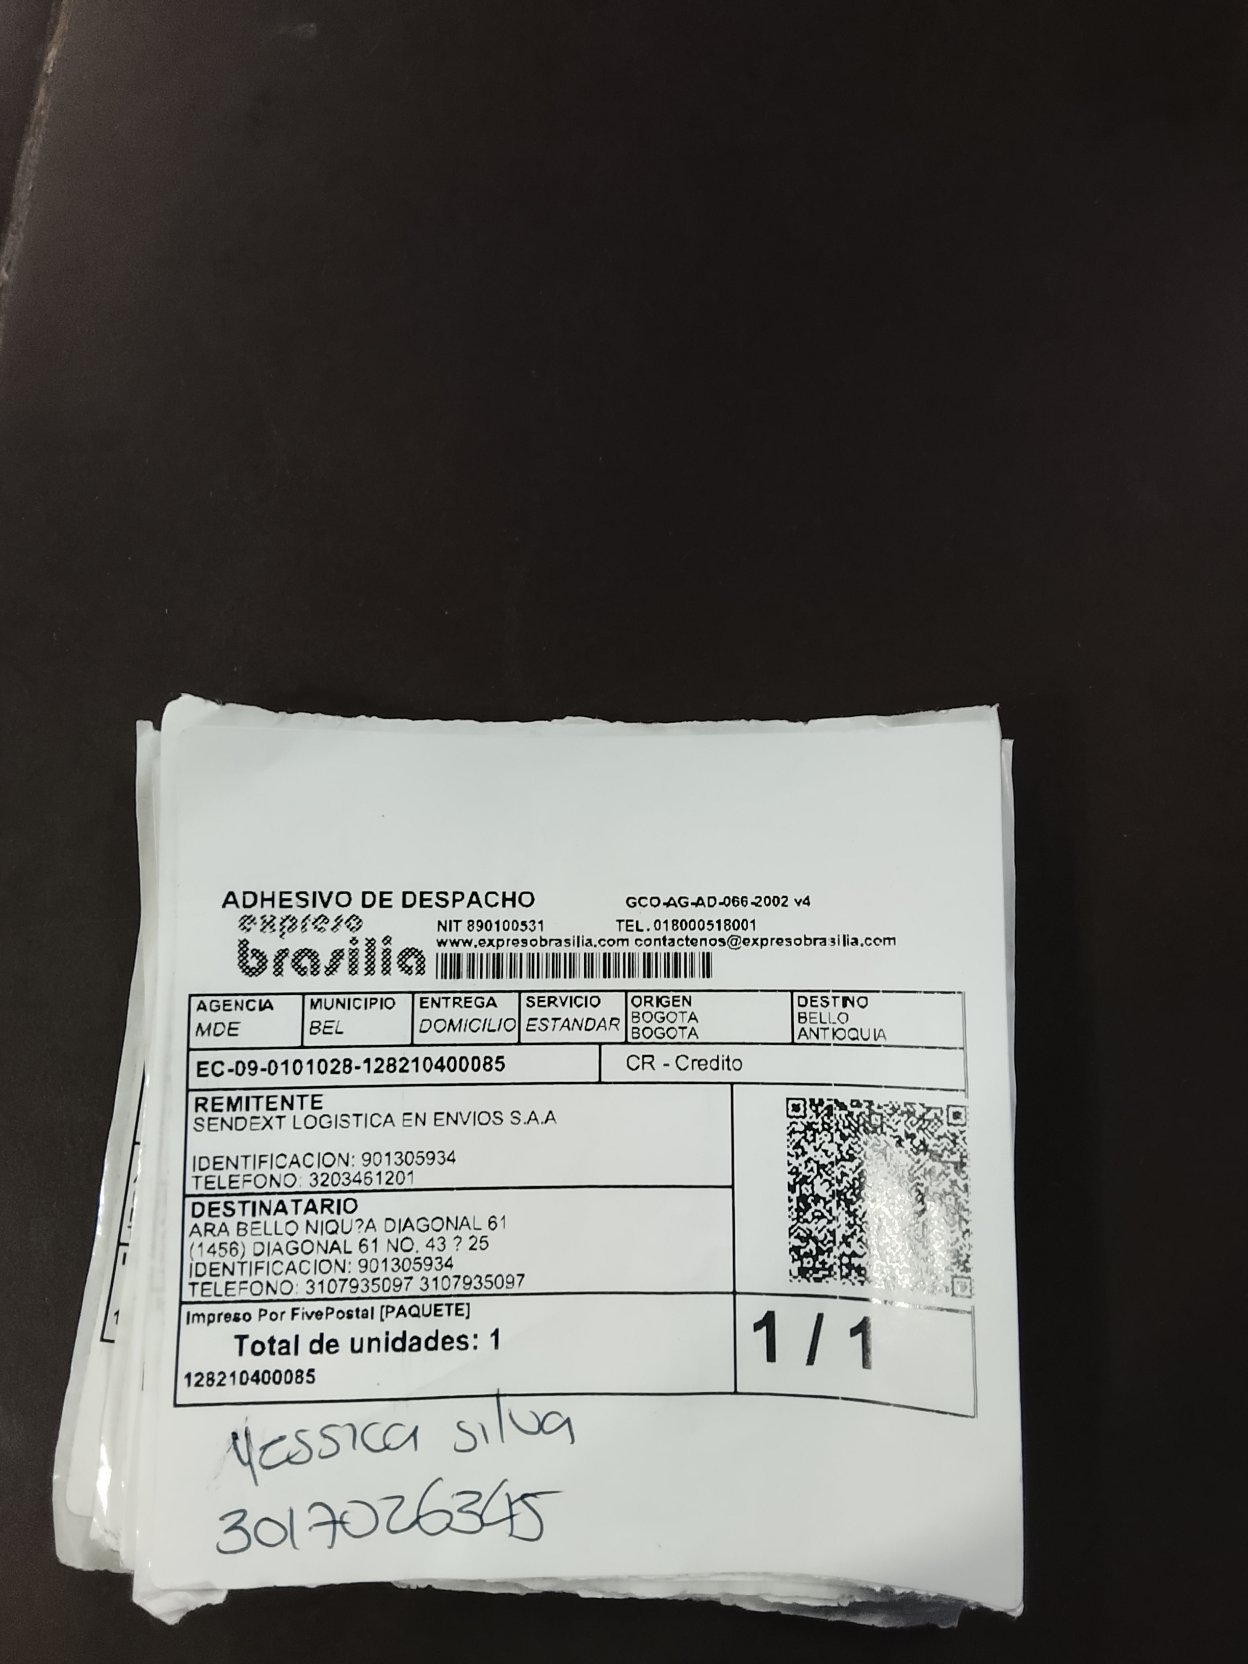 ADHESIVO DE DESPACHO GCO-AG-AD-066-2002 v4
expreso brasilia
NIT 890100531 TEL. 018000518001
www.expresobrasilia.com contactenos@expresobrasilia.com
AGENCIA MDE
MUNICIPIO BEL
ENTREGA DOMICILIO
SERVICIO ESTANDAR
ORIGEN BOGOTA BOGOTA
DESTINO BELLO ANTIOQUIA
EC-09-0101028-128210400085 CR - Credito
REMITENTE
SENDEXT LOGISTICA EN ENVIOS S.A.A
IDENTIFICACION: 901305934
TELEFONO: 3203461201
DESTINATARIO
ARA BELLO NIQU?A DIAGONAL 61
(1456) DIAGONAL 61 NO. 43 ? 25
IDENTIFICACION: 901305934
TELEFONO: 3107935097 3107935097
Impreso Por FivePostal [PAQUETE]
Total de unidades: 1
128210400085
1 / 1
Yessica Silva
3017026345